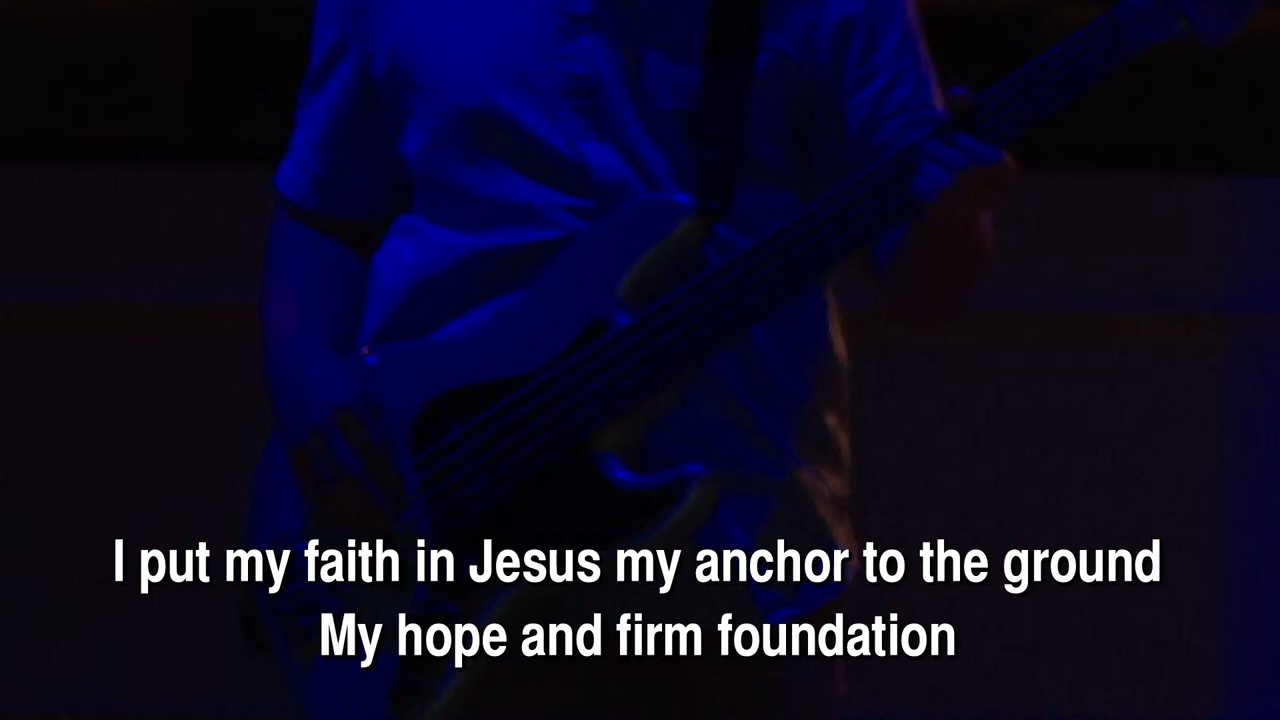 I put my faith in Jesus my anchor to the ground
My hope and firm foundation